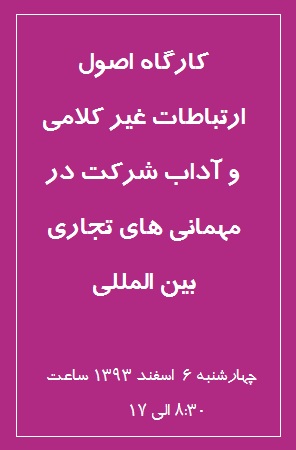 کارگاه اصول
ارتباطات غیر کلامی
و آداب شرکت در
مهمانی های تجاری
بین المللی
چهارشنبه ۶ اسفند ۱۳۹۳ ساعت
۸:۳۰ الی ۱۷